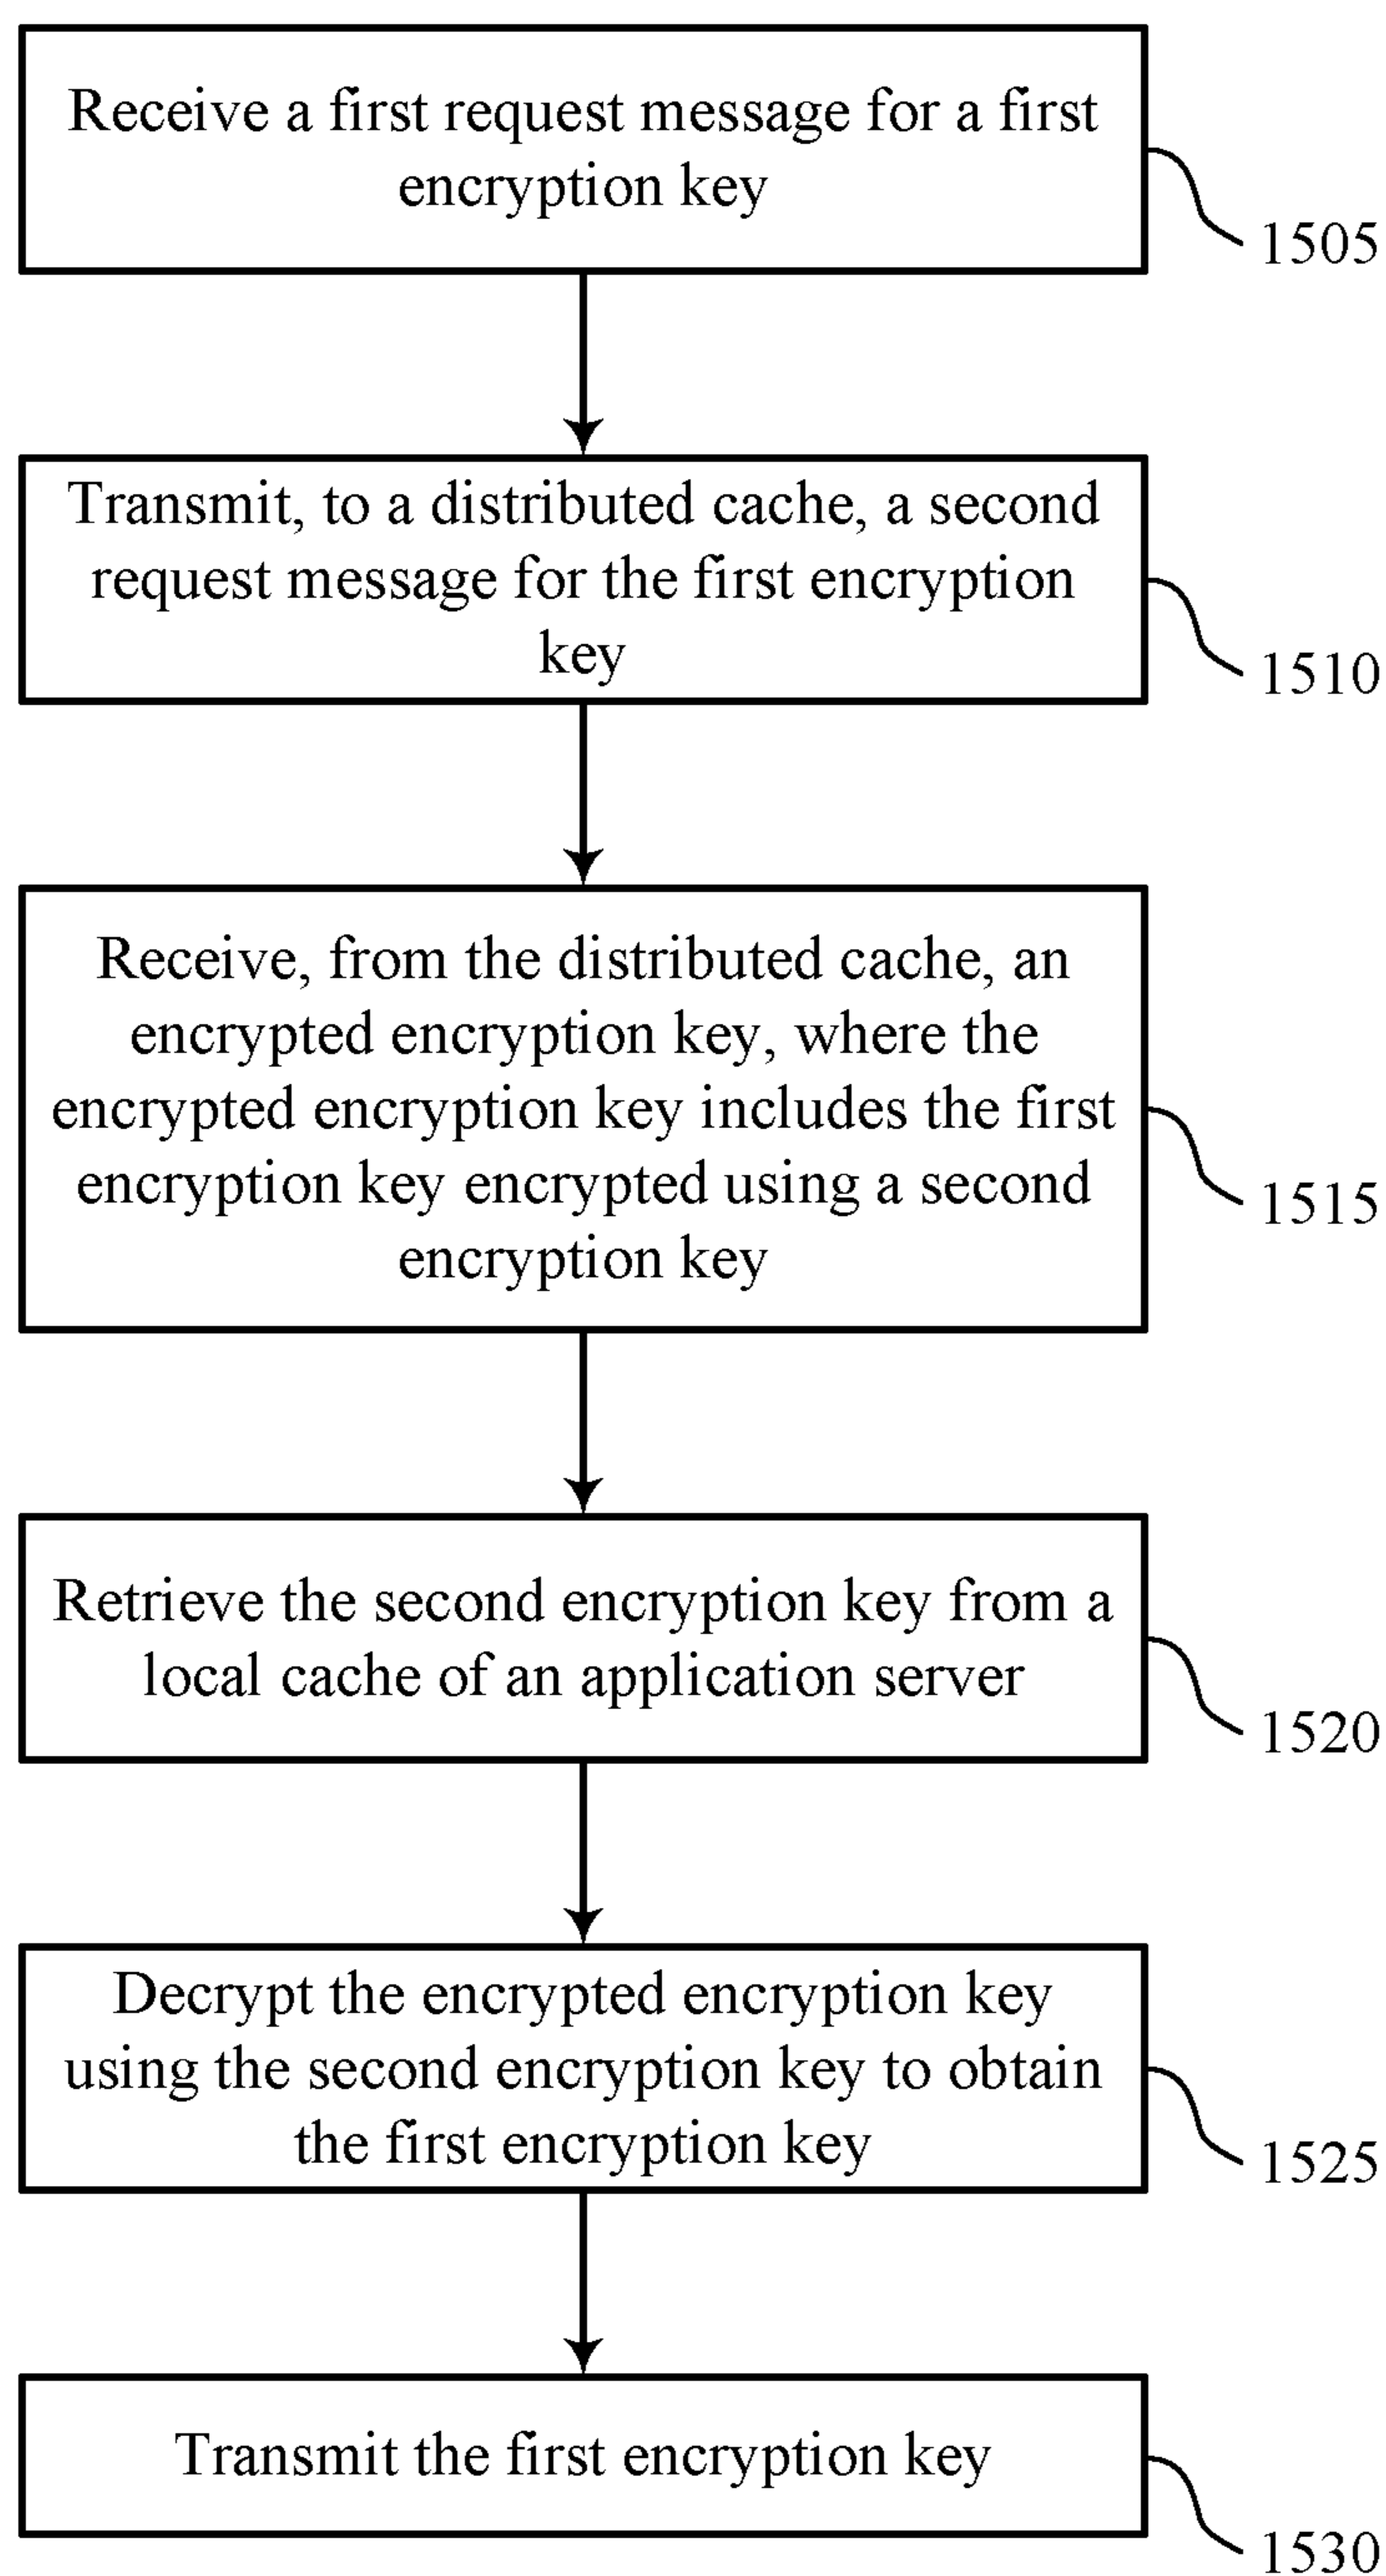 Receive a first request message for a first
encryption key
1505
Transmit, to a distributed cache, a second
request message for the first encryption
key
1510
Receive, from the distributed cache, an
encrypted encryption key, where the
encrypted encryption key includes the first
encryption key encrypted using a second
encryption key
1515
Retrieve the second encryption key from a
local cache of an application server
1520
Decrypt the encrypted encryption key
using the second encryption key to obtain
the first encryption key
1525
Transmit the first encryption key
1530